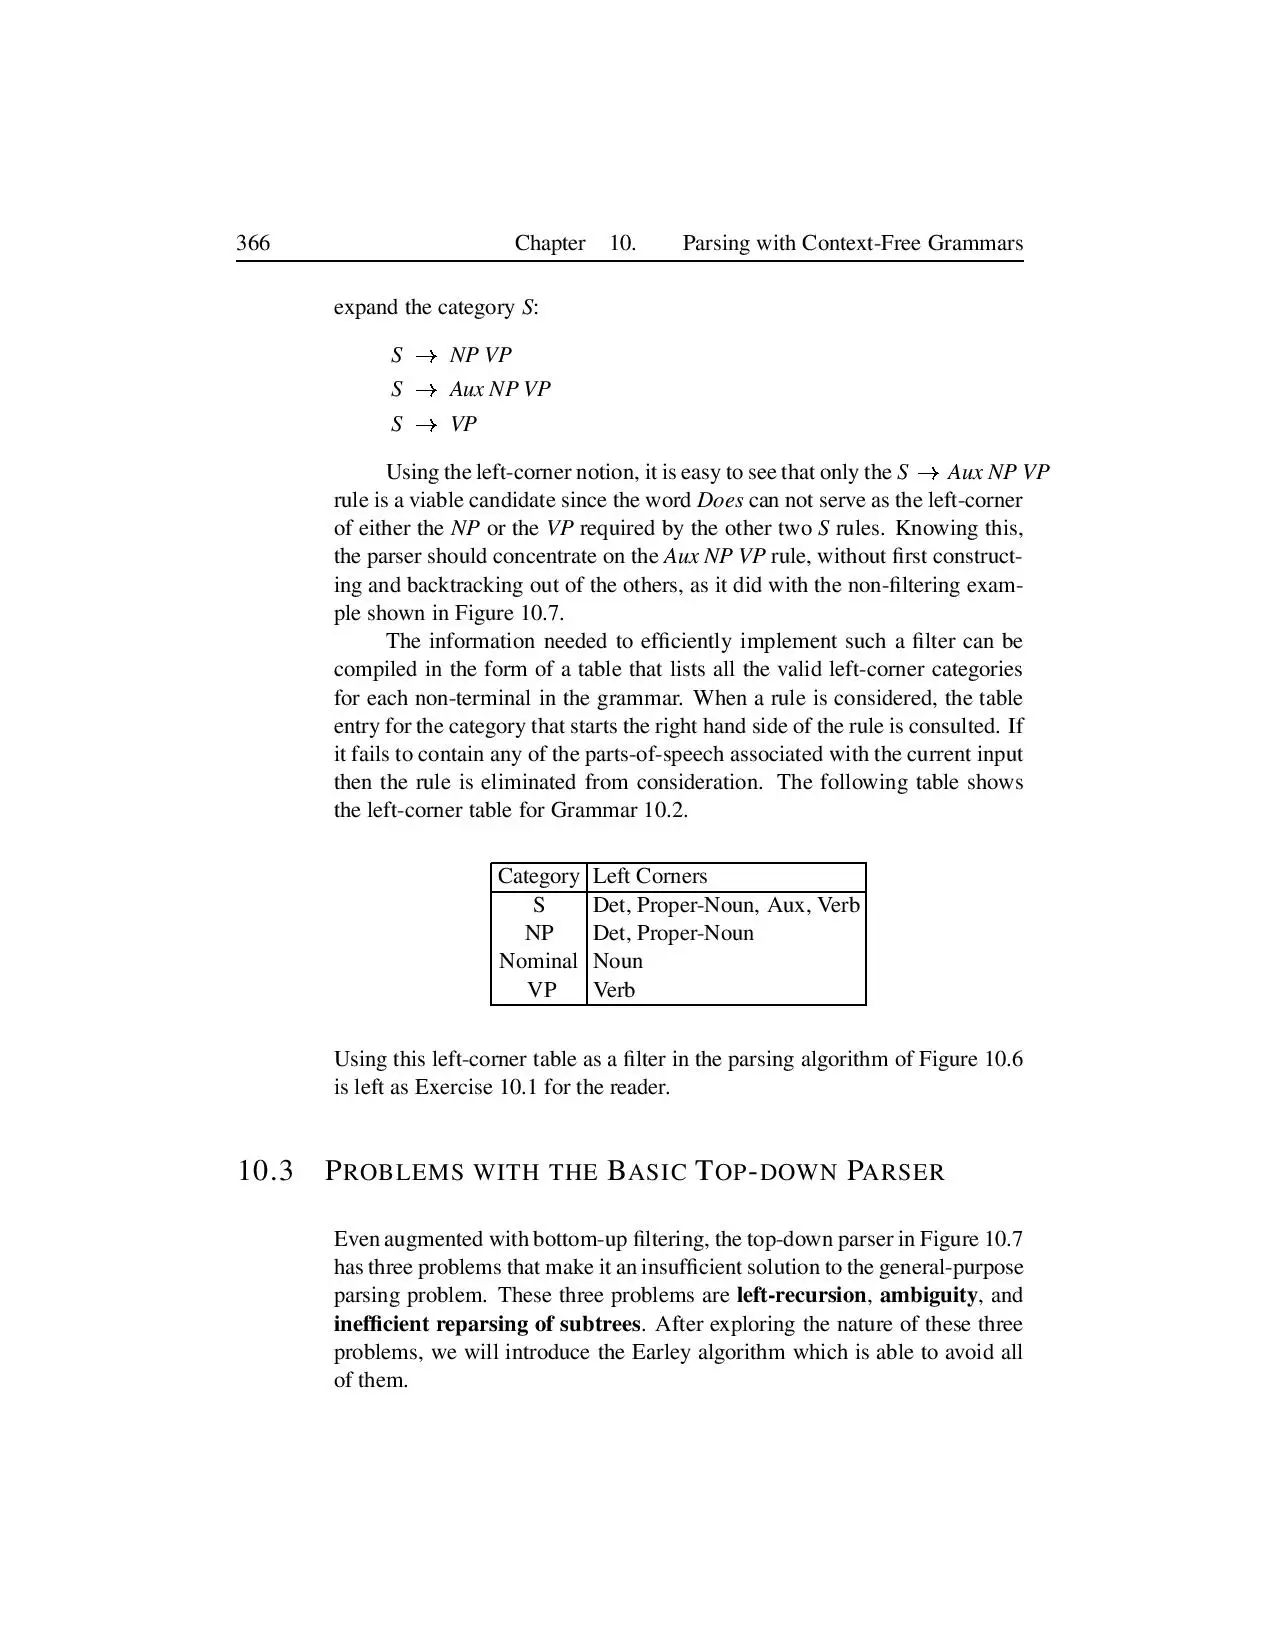 366 Chapter 10. Parsing with Context-Free Grammars
expand the category S:
S → NP VP
S → Aux NP VP
S → VP
Using the left-corner notion, it is easy to see that only the S → Aux NP VP
rule is a viable candidate since the word Does can not serve as the left-corner
of either the NP or the VP required by the other two S rules. Knowing this,
the parser should concentrate on the Aux NP VP rule, without first construct-
ing and backtracking out of the others, as it did with the non-filtering exam-
ple shown in Figure 10.7.
The information needed to efficiently implement such a filter can be
compiled in the form of a table that lists all the valid left-corner categories
for each non-terminal in the grammar. When a rule is considered, the table
entry for the category that starts the right hand side of the rule is consulted. If
it fails to contain any of the parts-of-speech associated with the current input
then the rule is eliminated from consideration. The following table shows
the left-corner table for Grammar 10.2.
Category Left Corners
S Det, Proper-Noun, Aux, Verb
NP Det, Proper-Noun
Nominal Noun
VP Verb
Using this left-corner table as a filter in the parsing algorithm of Figure 10.6
is left as Exercise 10.1 for the reader.
10.3 PROBLEMS WITH THE BASIC TOP-DOWN PARSER
Even augmented with bottom-up filtering, the top-down parser in Figure 10.7
has three problems that make it an insufficient solution to the general-purpose
parsing problem. These three problems are left-recursion, ambiguity, and
inefficient reparsing of subtrees. After exploring the nature of these three
problems, we will introduce the Earley algorithm which is able to avoid all
of them.